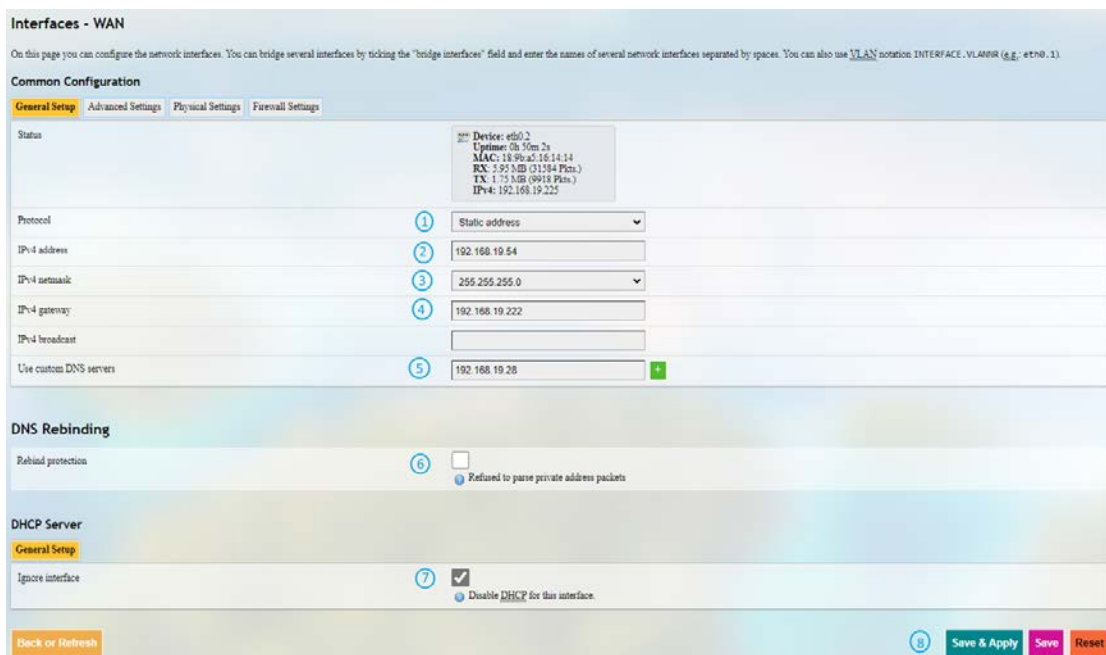 Interfaces - WAN
On this page you can configure the network interfaces. You can bridge several interfaces by ticking the "bridge interfaces" field and enter the names of several network interfaces separated by spaces. You can also use VLAN notation INTERFACE.VLANNR (e.g.: eth0.1).
Common Configuration
General Setup Advanced Settings Physical Settings Firewall Settings
Status
Device: eth0.2
Uptime: 0h 50m 2s
MAC: 18:9b:a5:16:14:14
RX: 5.95 MB (31584 Pkts.)
TX: 1.75 MB (9918 Pkts.)
IPv4: 192.168.19.225
Protocol 1 Static address
IPv4 address 2 192.168.19.54
IPv4 netmask 3 255.255.255.0
IPv4 gateway 4 192.168.19.222
IPv4 broadcast
Use custom DNS servers 5 192.168.19.28 +
DNS Rebinding
Rebind protection 6
Refused to parse private address packets
DHCP Server
General Setup
Ignore interface 7
Disable DHCP for this interface.
Back or Refresh 8 Save & Apply Save Reset